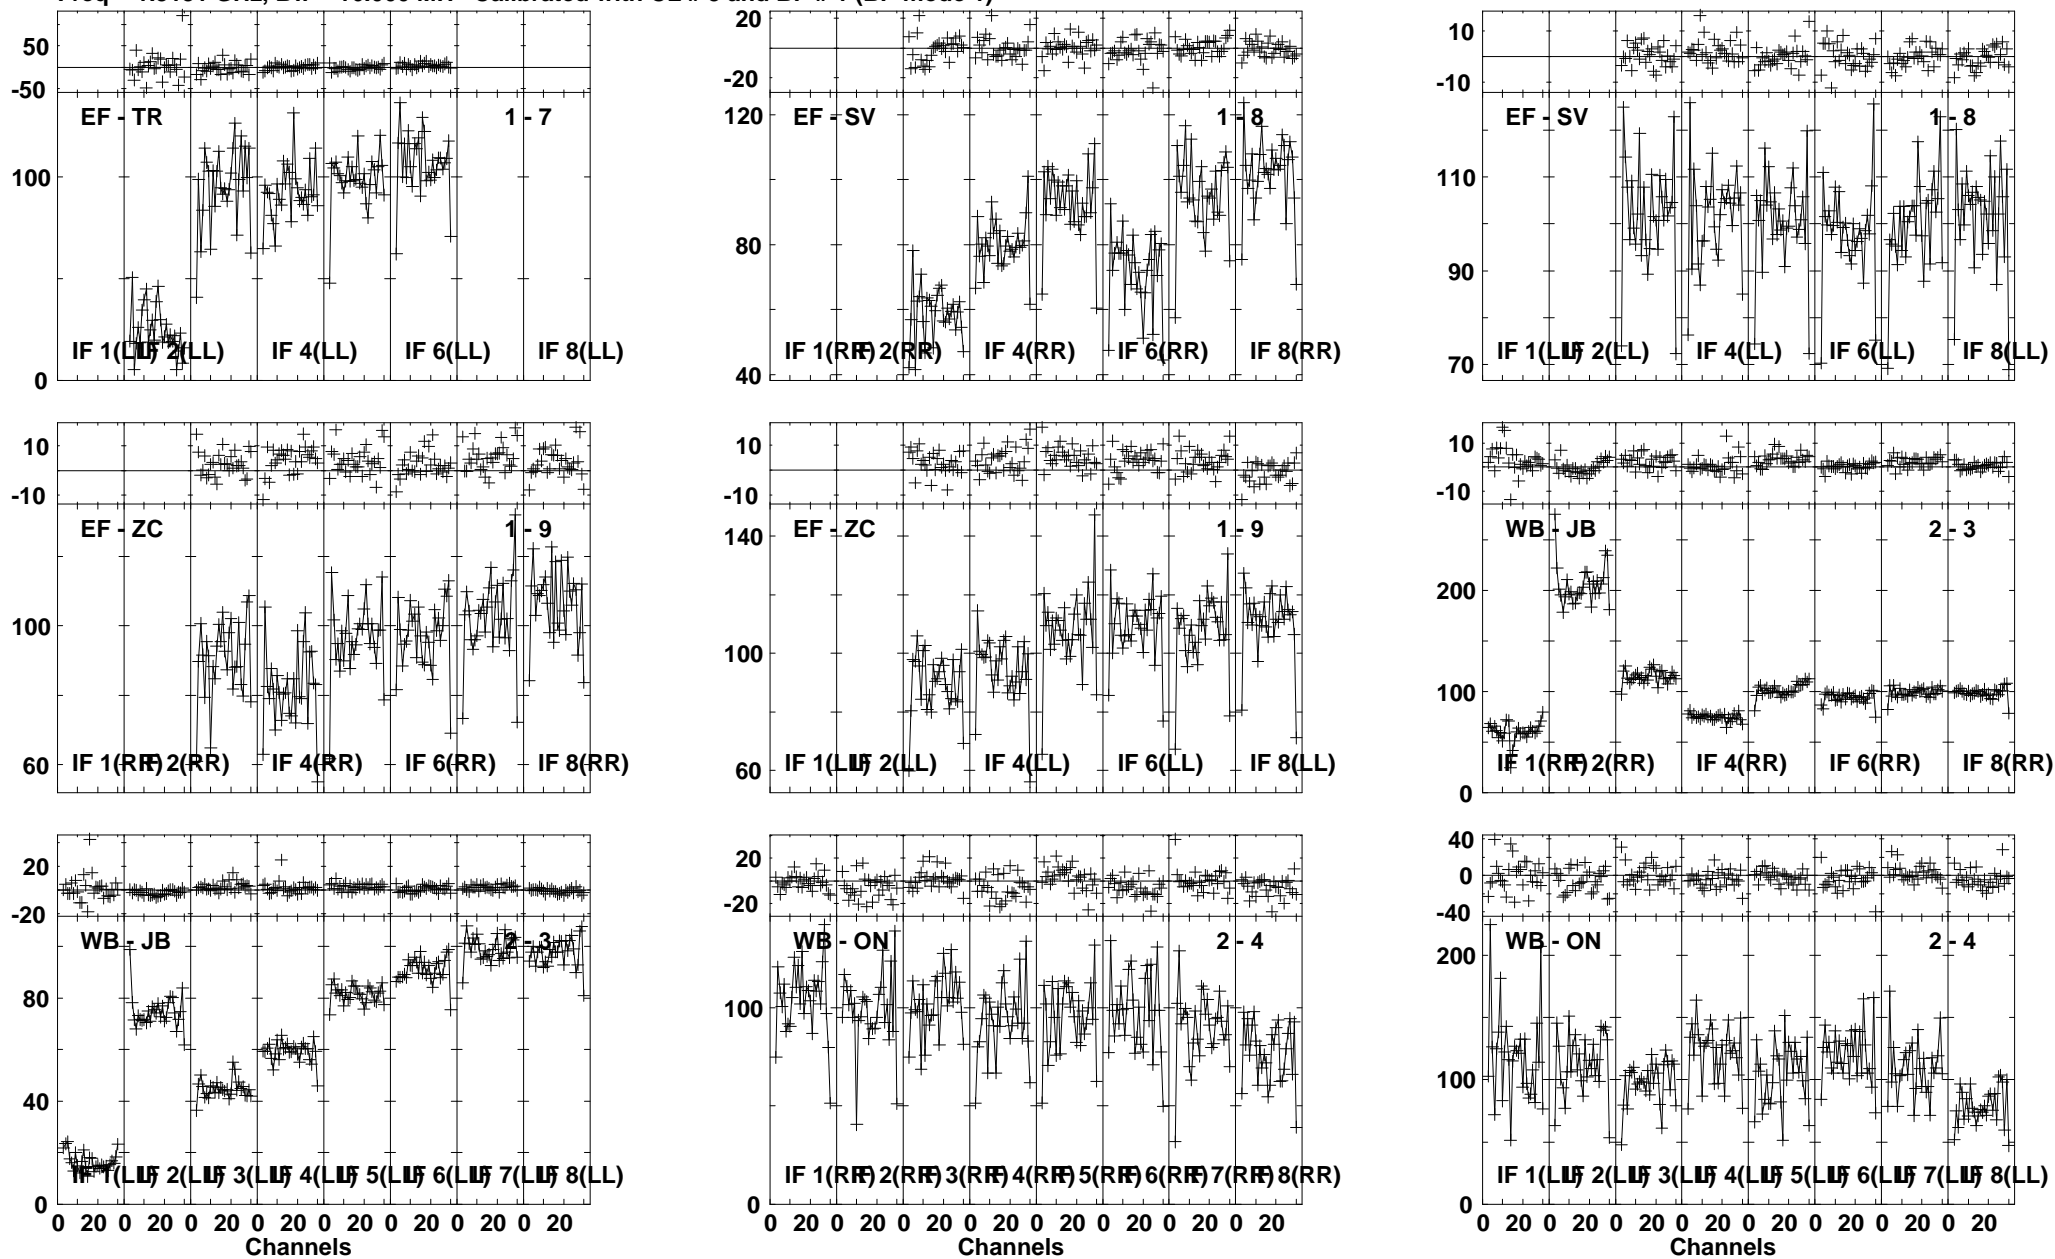 50
-50
EF - TR
1 - 7
100
0
IF 1(LL) IF 2(LL) IF 4(LL) IF 6(LL) IF 8(LL)
20
-20
EF - SV
1 - 8
120
80
40
IF 1(RR) IF 2(RR) IF 4(RR) IF 6(RR) IF 8(RR)
10
-10
EF - SV
1 - 8
110
90
70
IF 1(LL) IF 2(LL) IF 4(LL) IF 6(LL) IF 8(LL)
10
-10
EF - ZC
1 - 9
100
60
IF 1(RR) IF 2(RR) IF 4(RR) IF 6(RR) IF 8(RR)
10
-10
EF - ZC
1 - 9
140
100
60
IF 1(LL) IF 2(LL) IF 4(LL) IF 6(LL) IF 8(LL)
10
-10
WB - JB
2 - 3
200
100
0
IF 1(RR) IF 2(RR) IF 4(RR) IF 6(RR) IF 8(RR)
20
-20
WB - JB
2 - 3
80
40
0
IF 1(LL) IF 2(LL) IF 3(LL) IF 4(LL) IF 5(LL) IF 6(LL) IF 7(LL) IF 8(LL)
0 20 0 20 0 20 0 20 0 20 0 20 0 20 0 20
Channels
20
-20
WB - ON
2 - 4
100
0
IF 1(RR) IF 2(RR) IF 3(RR) IF 4(RR) IF 5(RR) IF 6(RR) IF 7(RR) IF 8(RR)
0 20 0 20 0 20 0 20 0 20 0 20 0 20 0 20
Channels
40
0
-40
WB - ON
2 - 4
200
100
0
IF 1(LL) IF 2(LL) IF 3(LL) IF 4(LL) IF 5(LL) IF 6(LL) IF 7(LL) IF 8(LL)
0 20 0 20 0 20 0 20 0 20 0 20 0 20 0 20
Channels